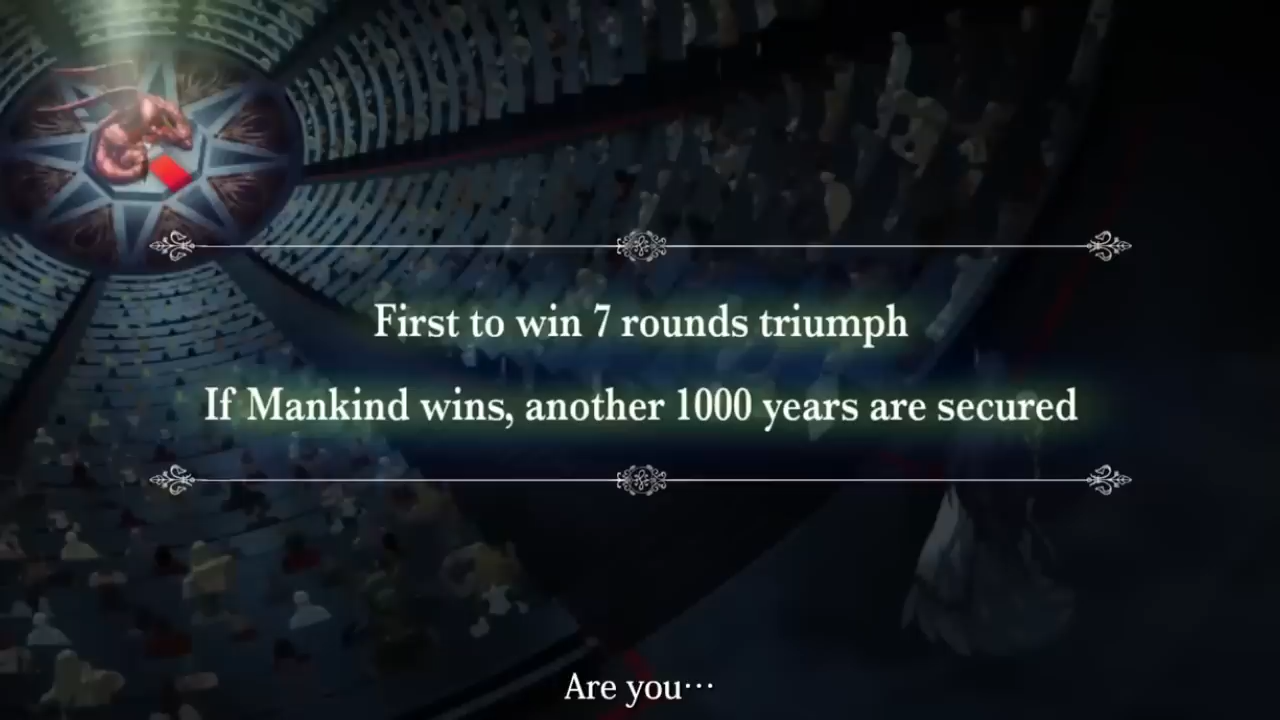 First to win 7 rounds triumph
If Mankind wins, another 1000 years are secured
Are you…